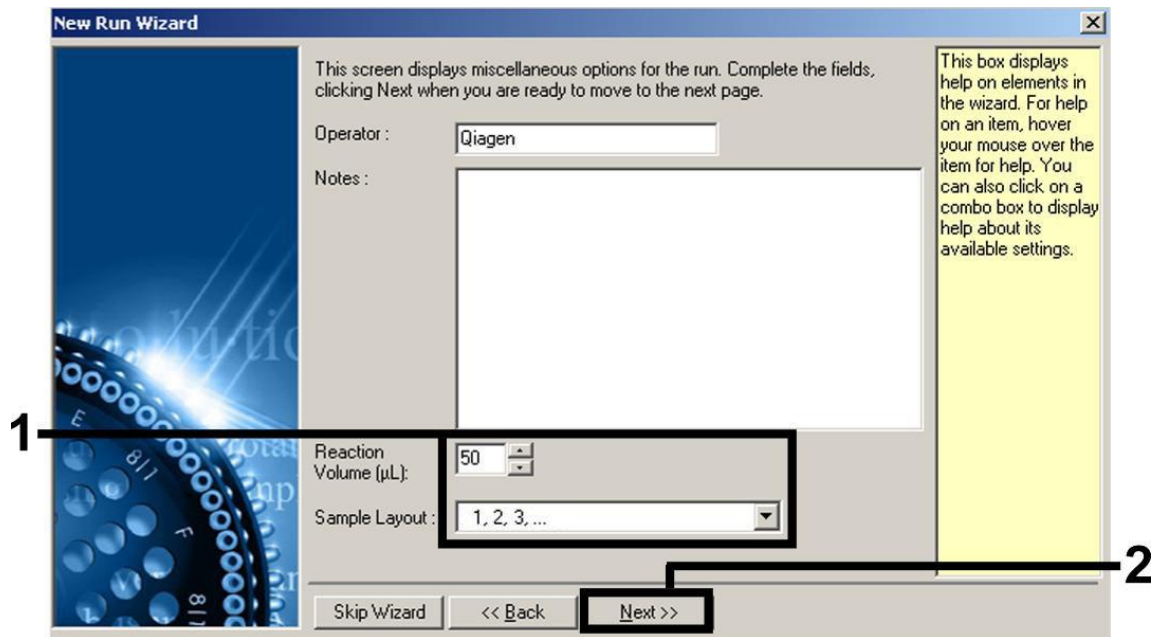 New Run Wizard
This screen displays miscellaneous options for the run. Complete the fields,
clicking Next when you are ready to move to the next page.
Operator :
Qiagen
Notes :
Reaction
Volume (µL):
50
Sample Layout :
1, 2, 3, ...
Skip Wizard
<< Back
Next >>
This box displays
help on elements in
the wizard. For help
on an item, hover
your mouse over the
item for help. You
can also click on a
combo box to display
help about its
available settings.
1
2
E
8|1
F
8|1